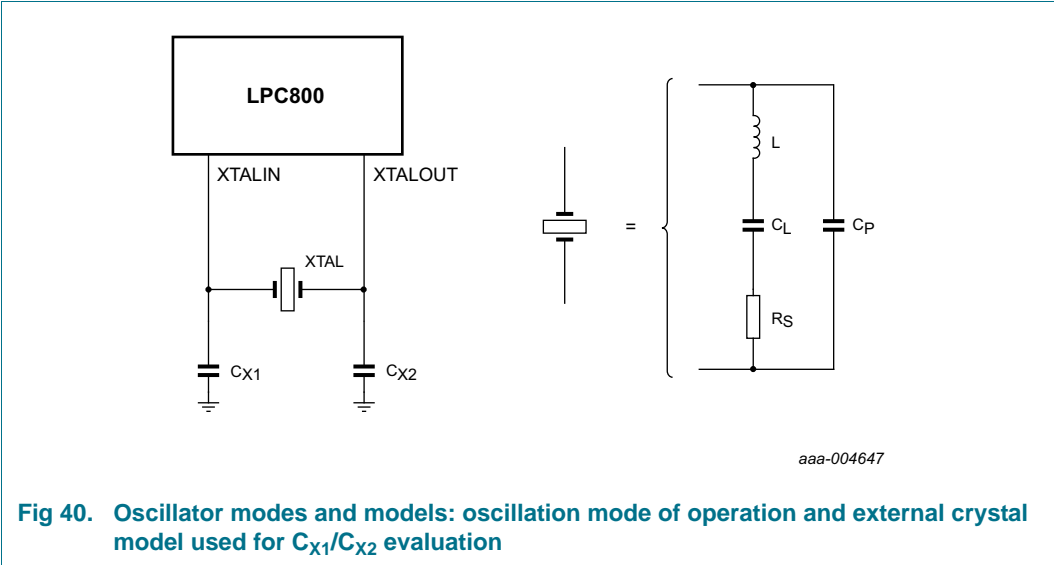 LPC800
XTALIN XTALOUT
XTAL
CX1 CX2
=
L
CL CP
RS
aaa-004647
Fig 40. Oscillator modes and models: oscillation mode of operation and external crystal
model used for CX1/CX2 evaluation